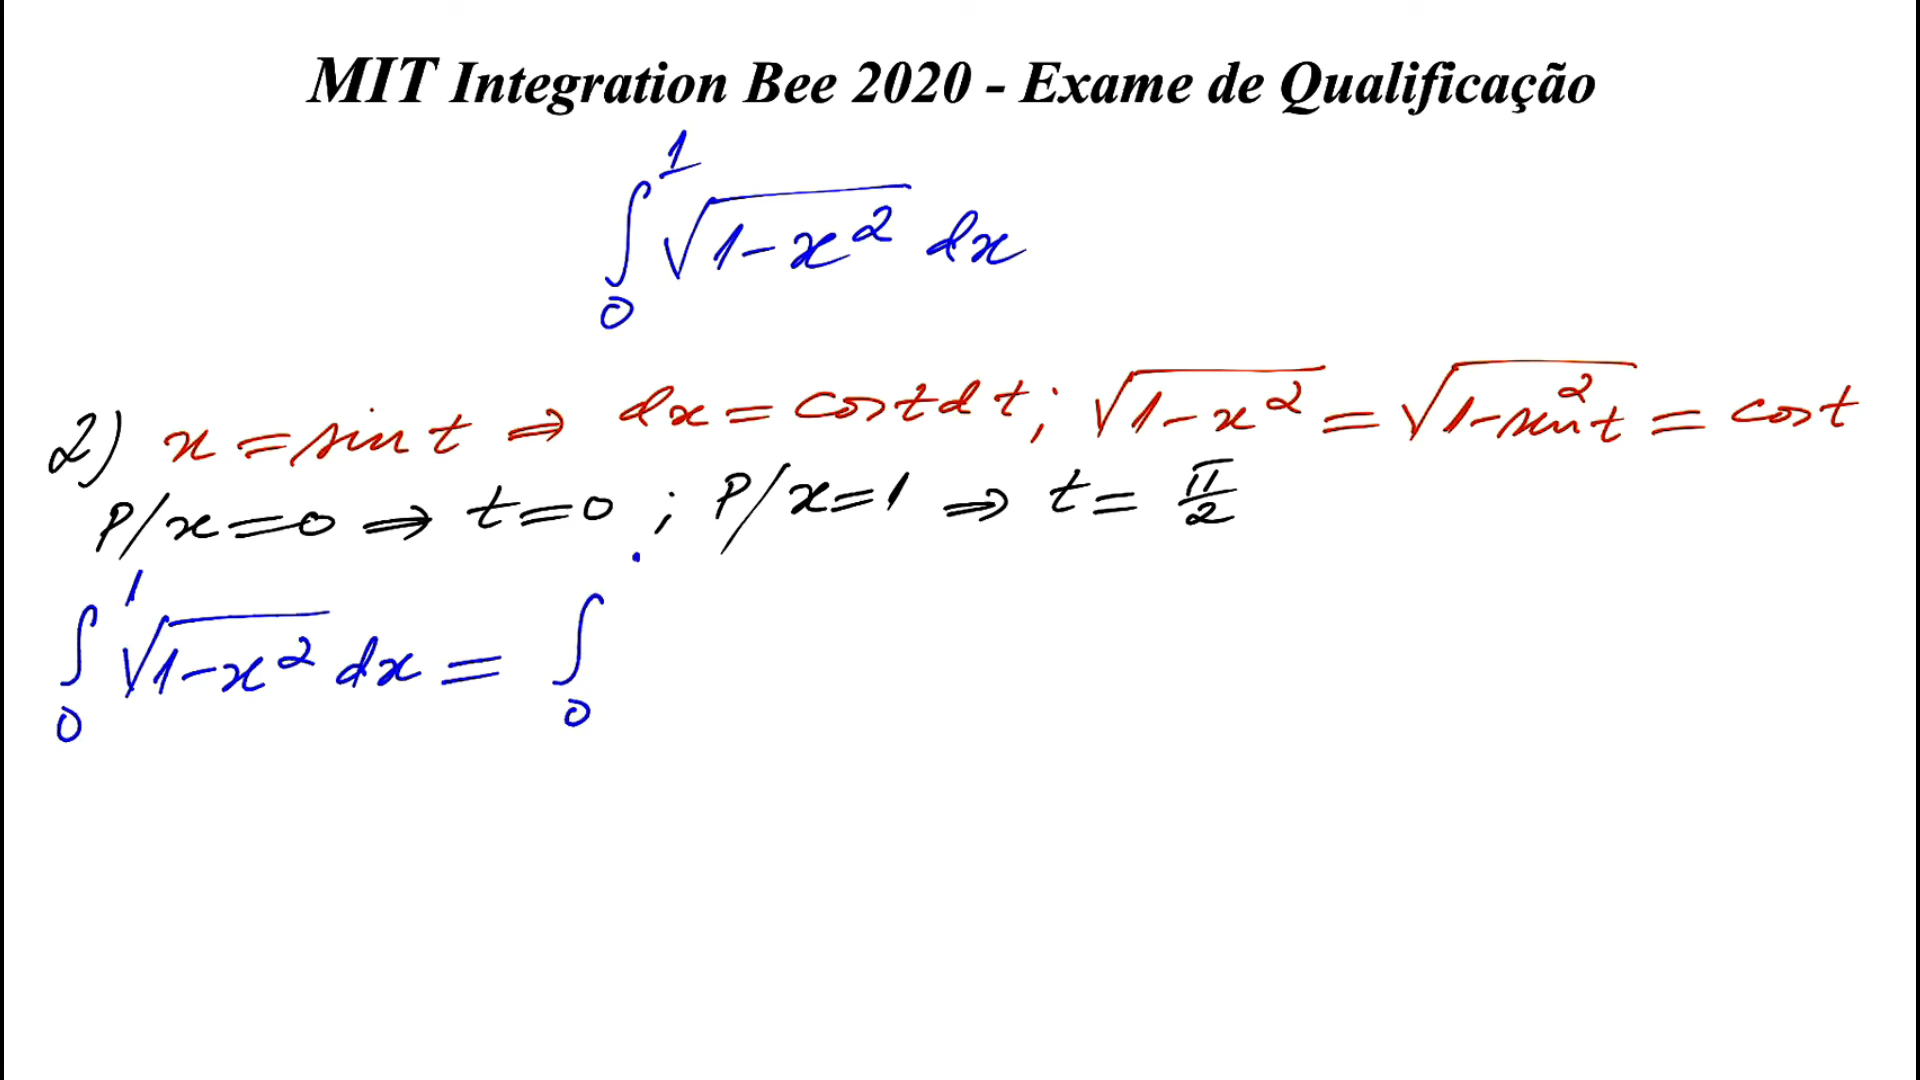 MIT Integration Bee 2020 - Exame de Qualificação
∫₀¹ √(1-x²) dx
2) x = sin t ⇒ dx = cos t dt ; √(1-x²) = √(1-sin²t) = cos t
P/x=0 ⇒ t=0 ; P/x=1 ⇒ t= π/2
∫₀¹ √(1-x²) dx = ∫₀